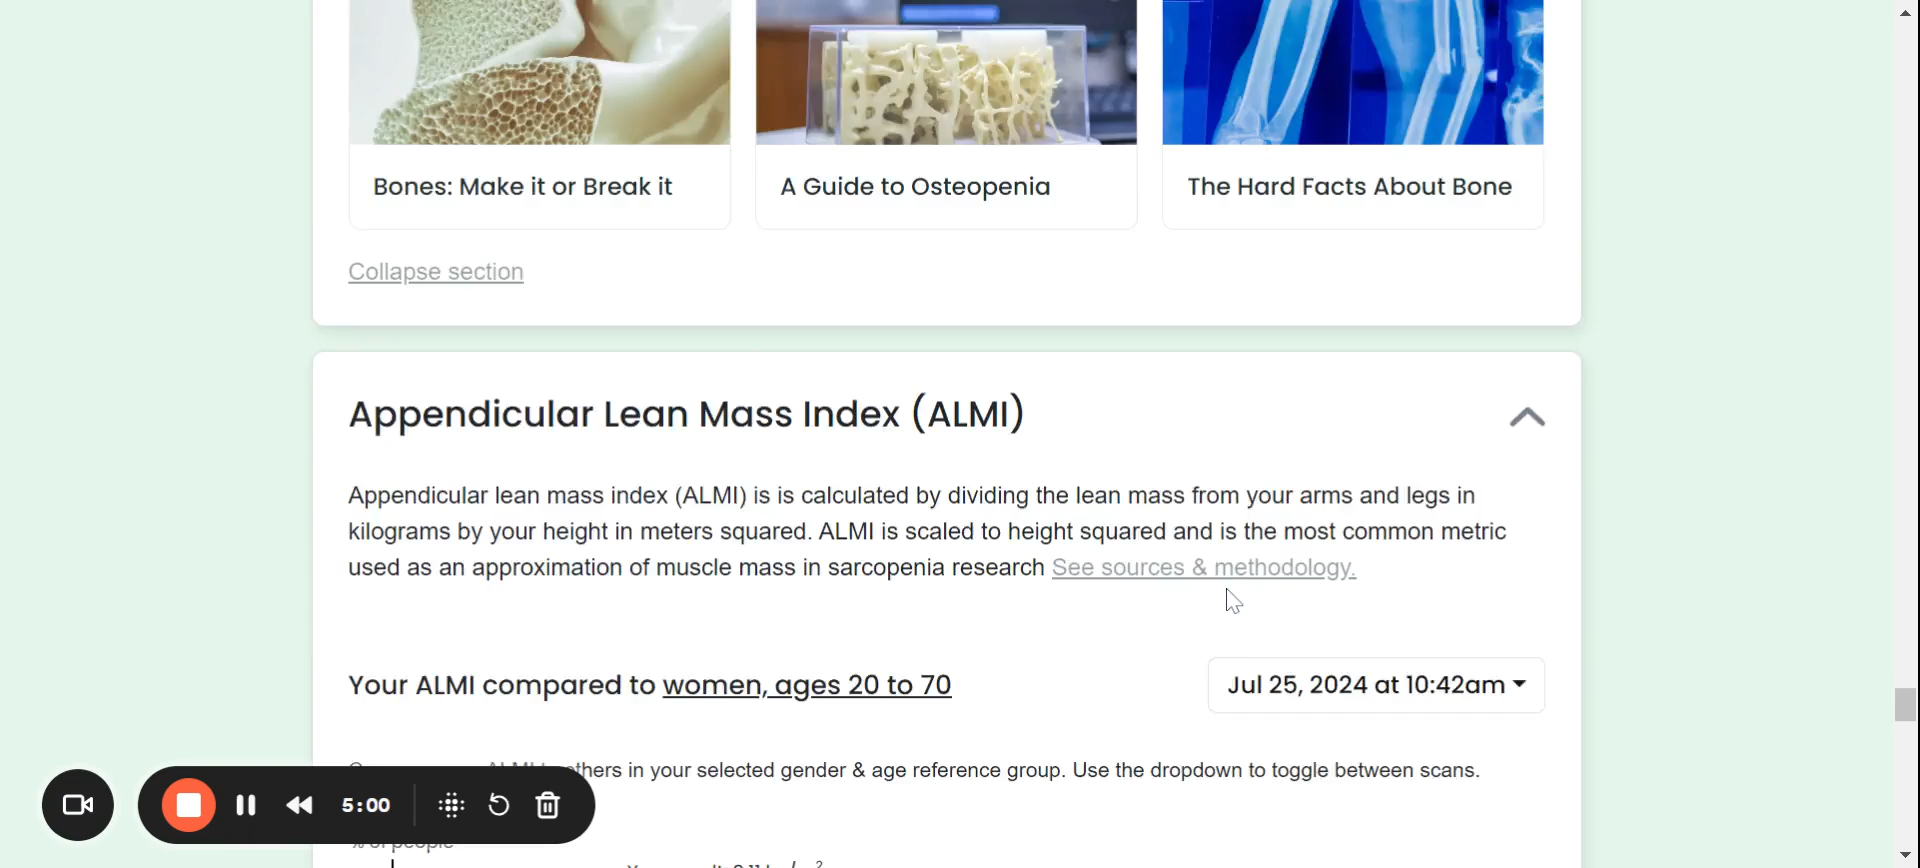 Bones: Make it or Break it
A Guide to Osteopenia
The Hard Facts About Bone
Collapse section
Appendicular Lean Mass Index (ALMI)
Appendicular lean mass index (ALMI) is is calculated by dividing the lean mass from your arms and legs in
kilograms by your height in meters squared. ALMI is scaled to height squared and is the most common metric
used as an approximation of muscle mass in sarcopenia research See sources & methodology.
Your ALMI compared to women, ages 20 to 70
Jul 25, 2024 at 10:42am
others in your selected gender & age reference group. Use the dropdown to toggle between scans.
5:00
% of people